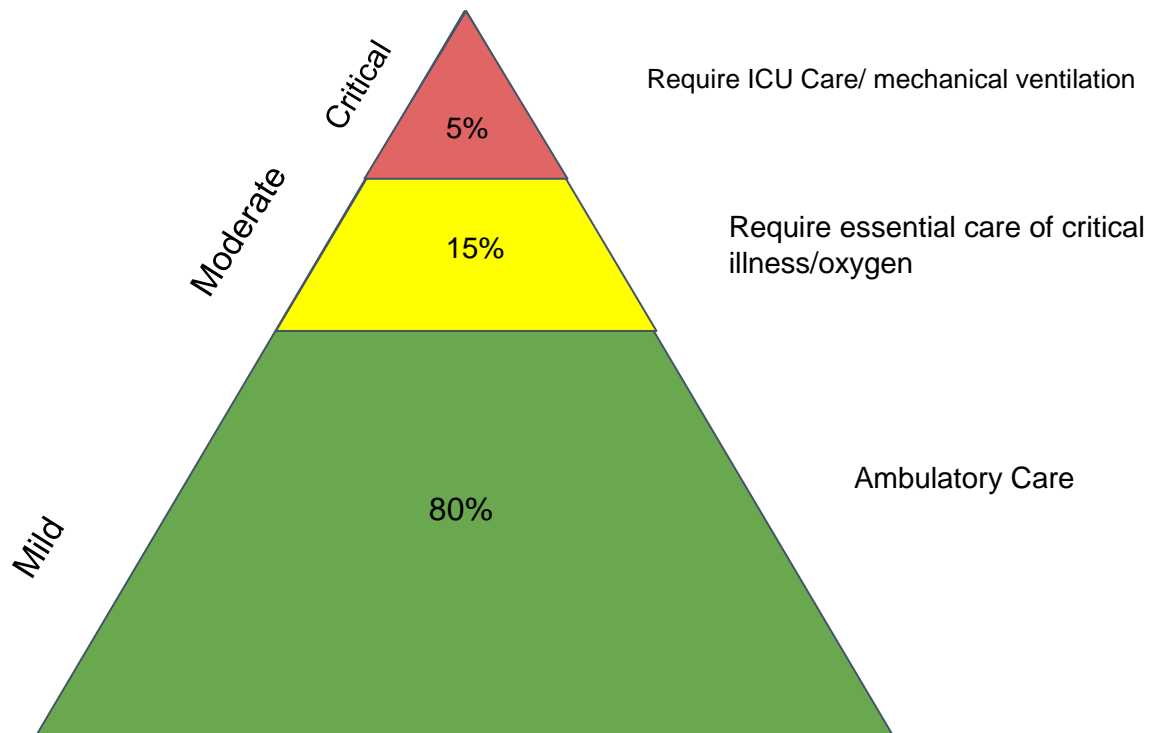 Critical
Require ICU Care/ mechanical ventilation
5%
Moderate
Require essential care of critical
illness/oxygen
15%
Mild
80%
Ambulatory Care